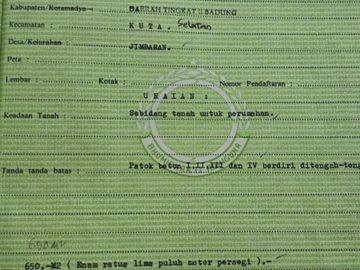 Kabupaten/Kotamadya : DAERAH TINGKAT II BADUNG
Kecamatan : K U T A. Selatan
Desa/Kelurahan : JIMBARAN.
Peta :
Lembar : Kotak : Nomor Pendaftaran :
U R A I A N :
Keadaan Tanah : Sebidang tanah untuk perumahan.
Tanda tanda batas : Patok beton I,II,III dan IV berdiri ditengah-teng
650 M2
650.-M2 ( Enam ratus lima puluh meter persegi ).-